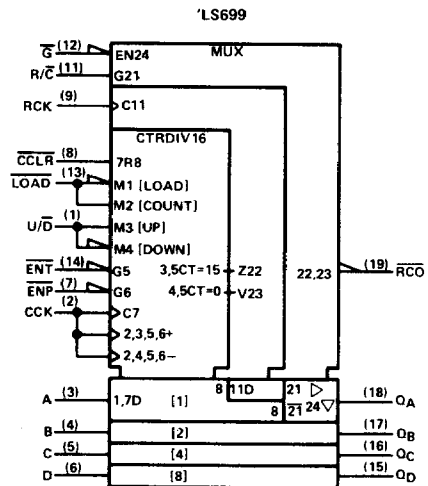 'LS699
G̅ (12) EN24 MUX
R/C̅ (11) G21
RCK (9) C11
CTRDIV16
C̅C̅L̅R̅ (8) 7R8
L̅O̅A̅D̅ (13) M1 [LOAD]
M2 [COUNT]
U/D̅ (1) M3 [UP]
M4 [DOWN]
E̅N̅T̅ (14) G5 3,5CT=15 Z22 22,23 (19) R̅C̅O̅
E̅N̅P̅ (7) G6 4,5CT=0 V23
CCK (2) C7
2,3,5,6+
2,4,5,6−
A (3) 1,7D [1] 8 11D 21 ▷ (18) QA
8 2̅1̅ 24▽
B (4) [2] (17) QB
C (5) [4] (16) QC
D (6) [8] (15) QD